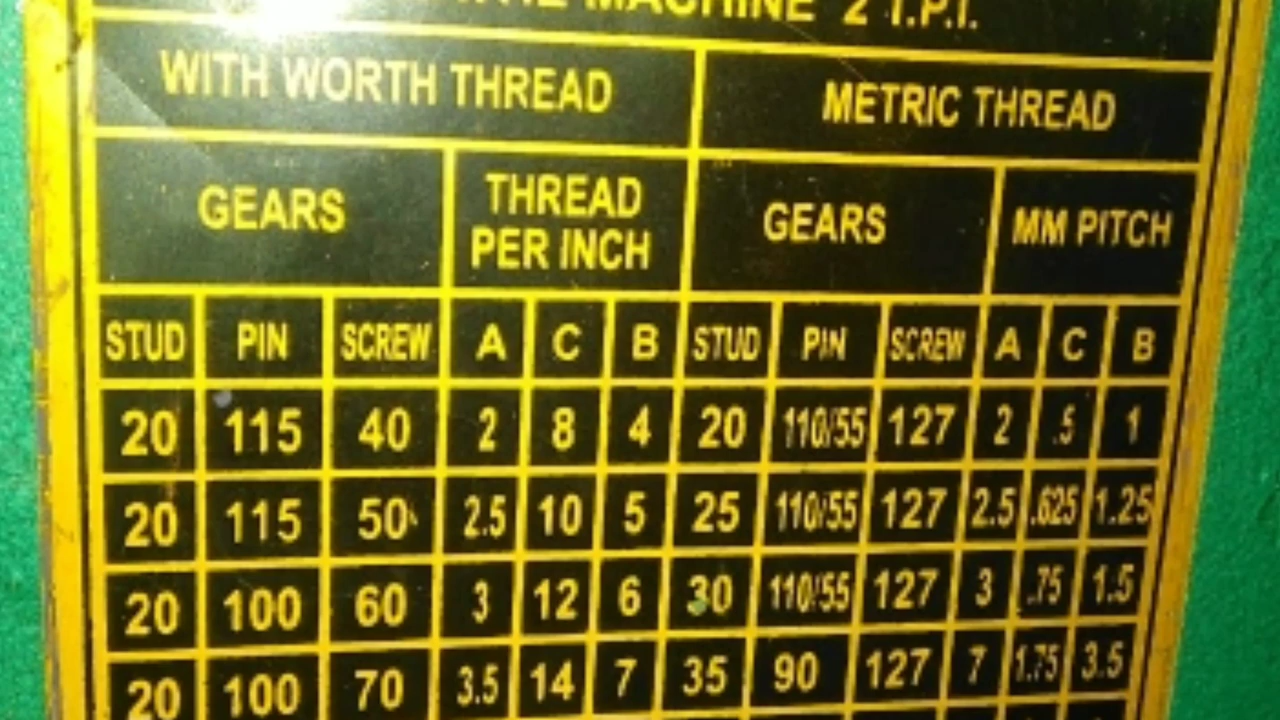 MACHINE 2 T.P.I.
WITH WORTH THREAD METRIC THREAD
GEARS THREAD PER INCH GEARS MM PITCH
STUD PIN SCREW A C B STUD PIN SCREW A C B
20 115 40 2 8 4 20 110/55 127 2 .5 1
20 115 50 2.5 10 5 25 110/55 127 2.5 .625 1.25
20 100 60 3 12 6 30 110/55 127 3 .75 1.5
20 100 70 3.5 14 7 35 90 127 7 1.75 3.5